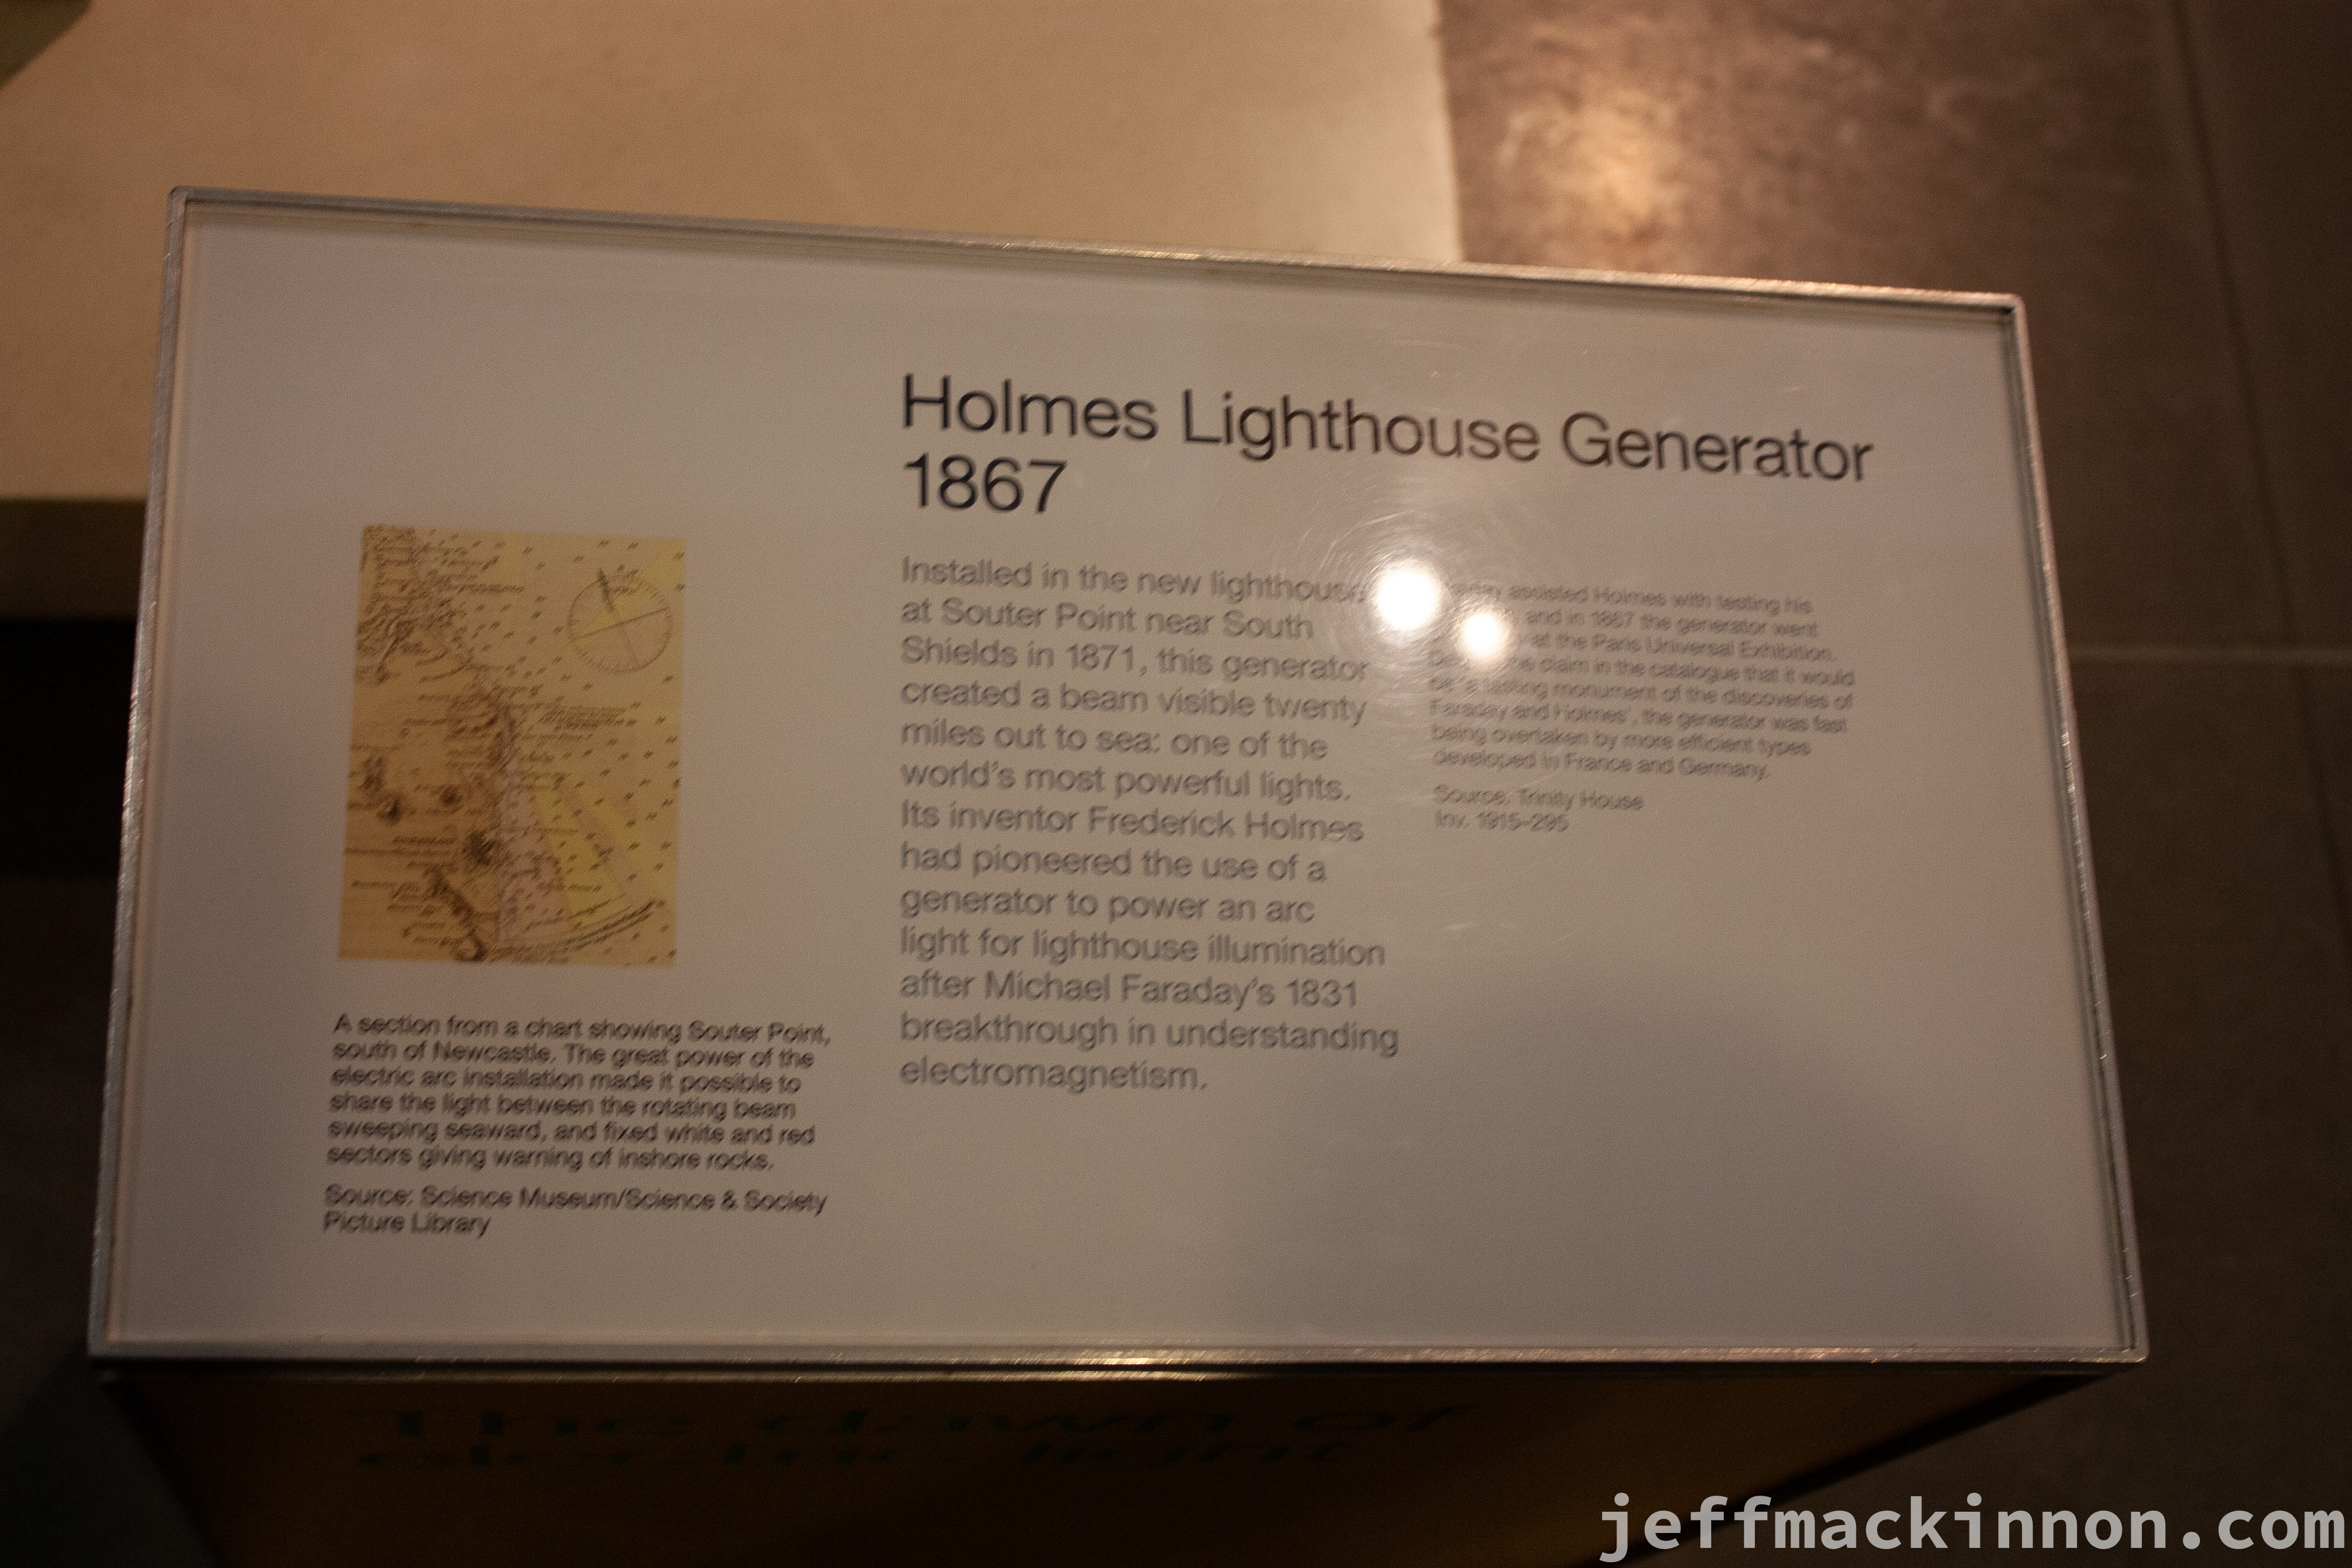 Holmes Lighthouse Generator
1867
Installed in the new lighthouse
at Souter Point near South
Shields in 1871, this generator
created a beam visible twenty
miles out to sea: one of the
world's most powerful lights.
Its inventor Frederick Holmes
had pioneered the use of a
generator to power an arc
light for lighthouse illumination
after Michael Faraday's 1831
breakthrough in understanding
electromagnetism.
assisted Holmes with testing his
and in 1867 the generator went
at the Paris Universal Exhibition.
claim in the catalogue that it would
be 'a lasting monument of the discoveries of
Faraday and Holmes', the generator was fast
being overtaken by more efficient types
developed in France and Germany.
Source: Trinity House
Inv. 1915-295
A section from a chart showing Souter Point,
south of Newcastle. The great power of the
electric arc installation made it possible to
share the light between the rotating beam
sweeping seaward, and fixed white and red
sectors giving warning of inshore rocks.
Source: Science Museum/Science & Society
Picture Library
The dawn of
electric light
jeffmackinnon.com